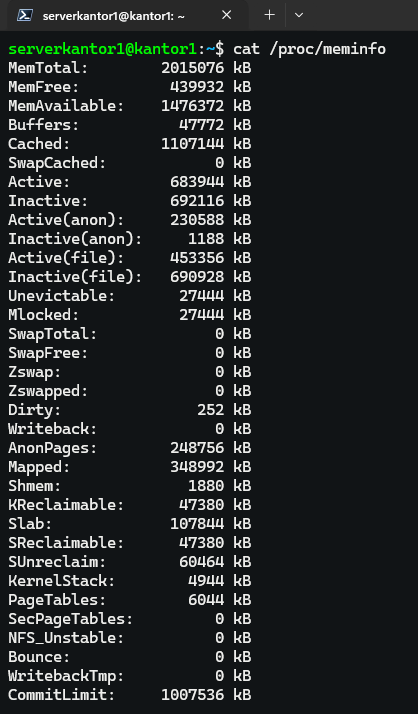 serverkantor1@kantor1: ~
serverkantor1@kantor1:~$ cat /proc/meminfo
MemTotal:        2015076 kB
MemFree:          439932 kB
MemAvailable:    1476372 kB
Buffers:           47772 kB
Cached:          1107144 kB
SwapCached:            0 kB
Active:           683944 kB
Inactive:         692116 kB
Active(anon):     230588 kB
Inactive(anon):     1188 kB
Active(file):     453356 kB
Inactive(file):   690928 kB
Unevictable:       27444 kB
Mlocked:           27444 kB
SwapTotal:             0 kB
SwapFree:              0 kB
Zswap:                 0 kB
Zswapped:              0 kB
Dirty:               252 kB
Writeback:             0 kB
AnonPages:        248756 kB
Mapped:           348992 kB
Shmem:              1880 kB
KReclaimable:      47380 kB
Slab:             107844 kB
SReclaimable:      47380 kB
SUnreclaim:        60464 kB
KernelStack:        4944 kB
PageTables:         6044 kB
SecPageTables:         0 kB
NFS_Unstable:          0 kB
Bounce:                0 kB
WritebackTmp:          0 kB
CommitLimit:     1007536 kB